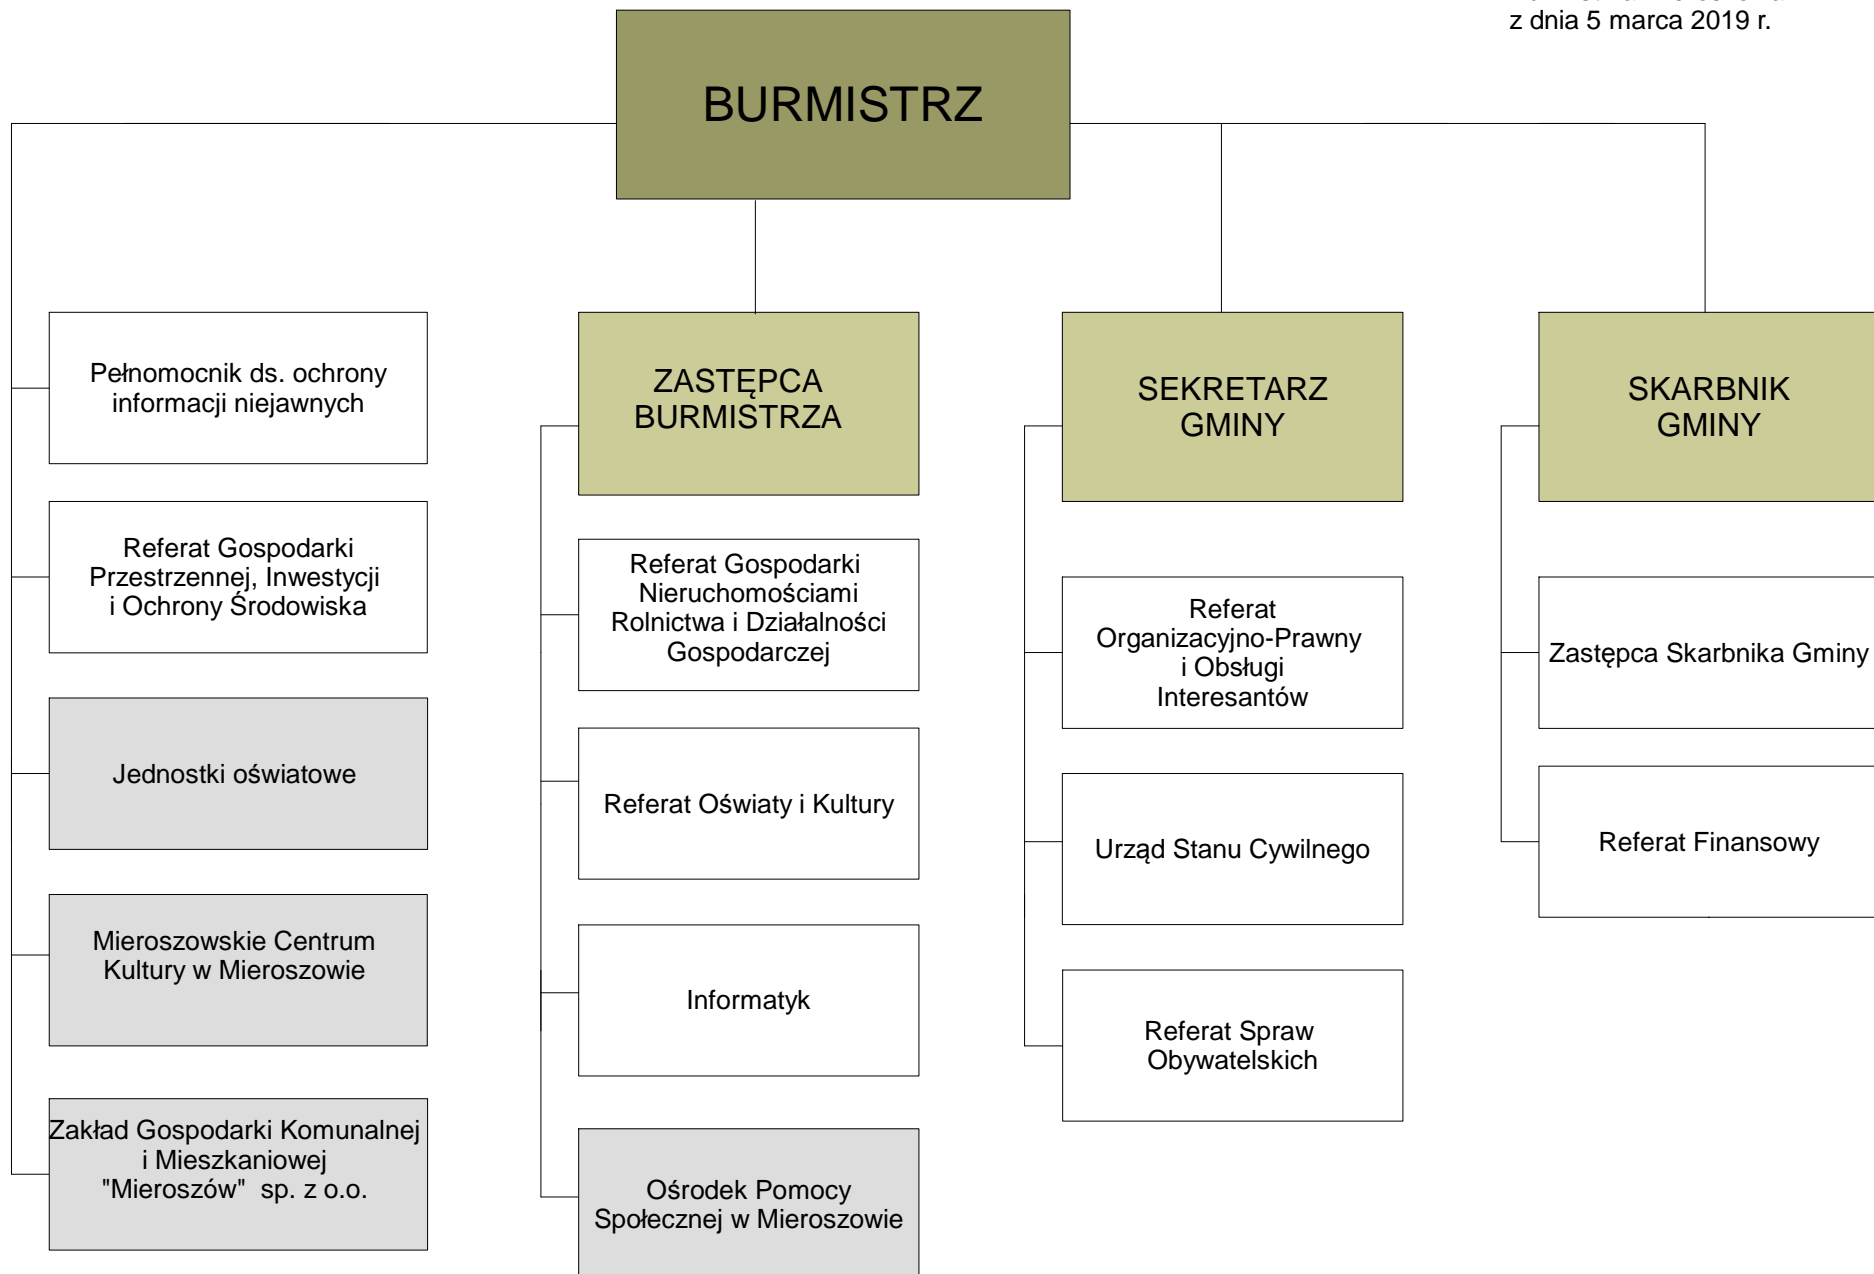 z dnia 5 marca 2019 r.
BURMISTRZ
Pełnomocnik ds. ochrony
informacji niejawnych
Referat Gospodarki
Przestrzennej, Inwestycji
i Ochrony Środowiska
Jednostki oświatowe
Mieroszowskie Centrum
Kultury w Mieroszowie
Zakład Gospodarki Komunalnej
i Mieszkaniowej
"Mieroszów" sp. z o.o.
ZASTĘPCA
BURMISTRZA
Referat Gospodarki
Nieruchomościami
Rolnictwa i Działalności
Gospodarczej
Referat Oświaty i Kultury
Informatyk
Ośrodek Pomocy
Społecznej w Mieroszowie
SEKRETARZ
GMINY
Referat
Organizacyjno-Prawny
i Obsługi
Interesantów
Urząd Stanu Cywilnego
Referat Spraw
Obywatelskich
SKARBNIK
GMINY
Zastępca Skarbnika Gminy
Referat Finansowy